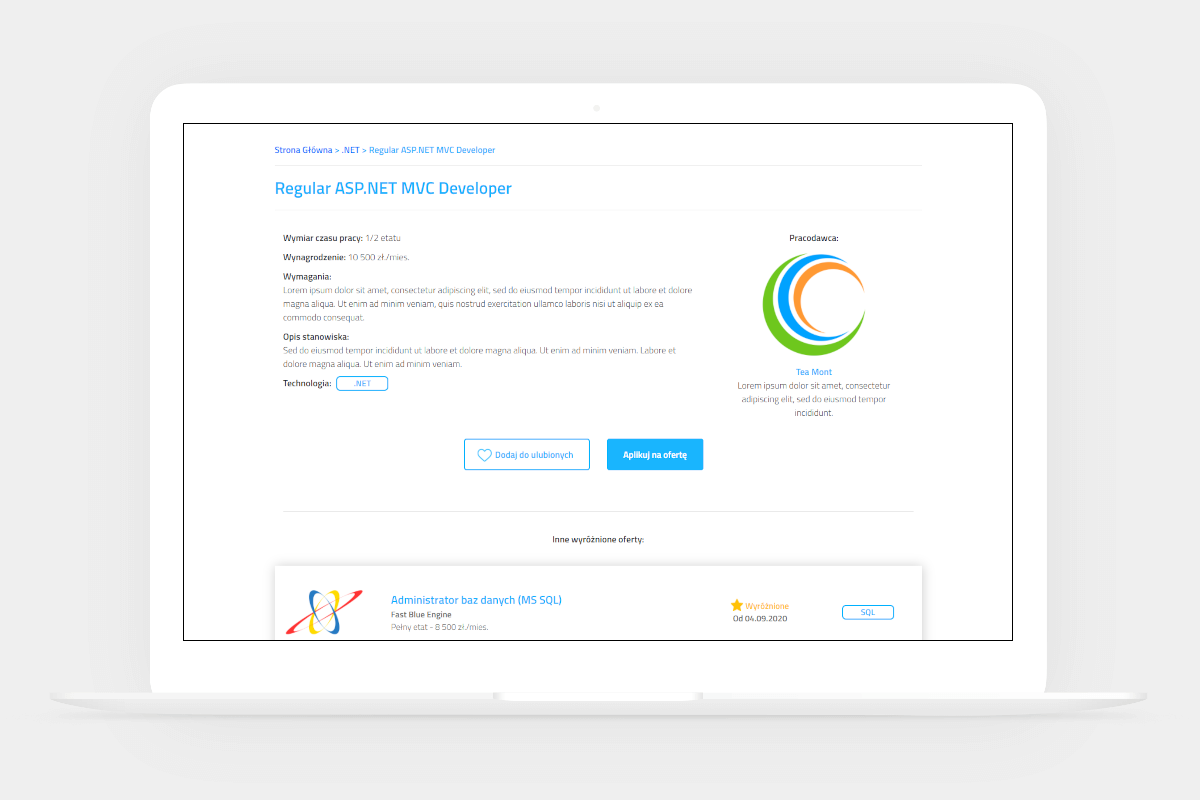 Strona Główna > .NET > Regular ASP.NET MVC Developer
Regular ASP.NET MVC Developer
Wymiar czasu pracy: 1/2 etatu
Wynagrodzenie: 10 500 zł./mies.
Wymagania:
Lorem ipsum dolor sit amet, consectetur adipiscing elit, sed do eiusmod tempor incididunt ut labore et dolore
magna aliqua. Ut enim ad minim veniam, quis nostrud exercitation ullamco laboris nisi ut aliquip ex ea
commodo consequat.
Opis stanowiska:
Sed do eiusmod tempor incididunt ut labore et dolore magna aliqua. Ut enim ad minim veniam. Labore et
dolore magna aliqua. Ut enim ad minim veniam.
Technologia: .NET
Pracodawca:
Tea Mont
Lorem ipsum dolor sit amet, consectetur
adipiscing elit, sed do eiusmod tempor
incididunt.
Dodaj do ulubionych
Aplikuj na ofertę
Inne wyróżnione oferty:
Administrator baz danych (MS SQL)
Fast Blue Engine
Pełny etat - 8 500 zł./mies.
Wyróżnione
Od 04.09.2020
SQL